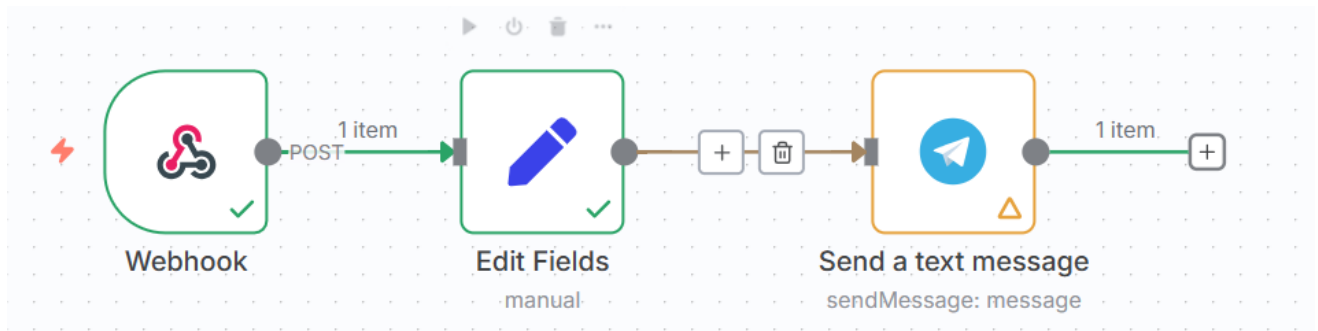 1 item
POST
1 item
Webhook
Edit Fields
manual
Send a text message
sendMessage: message